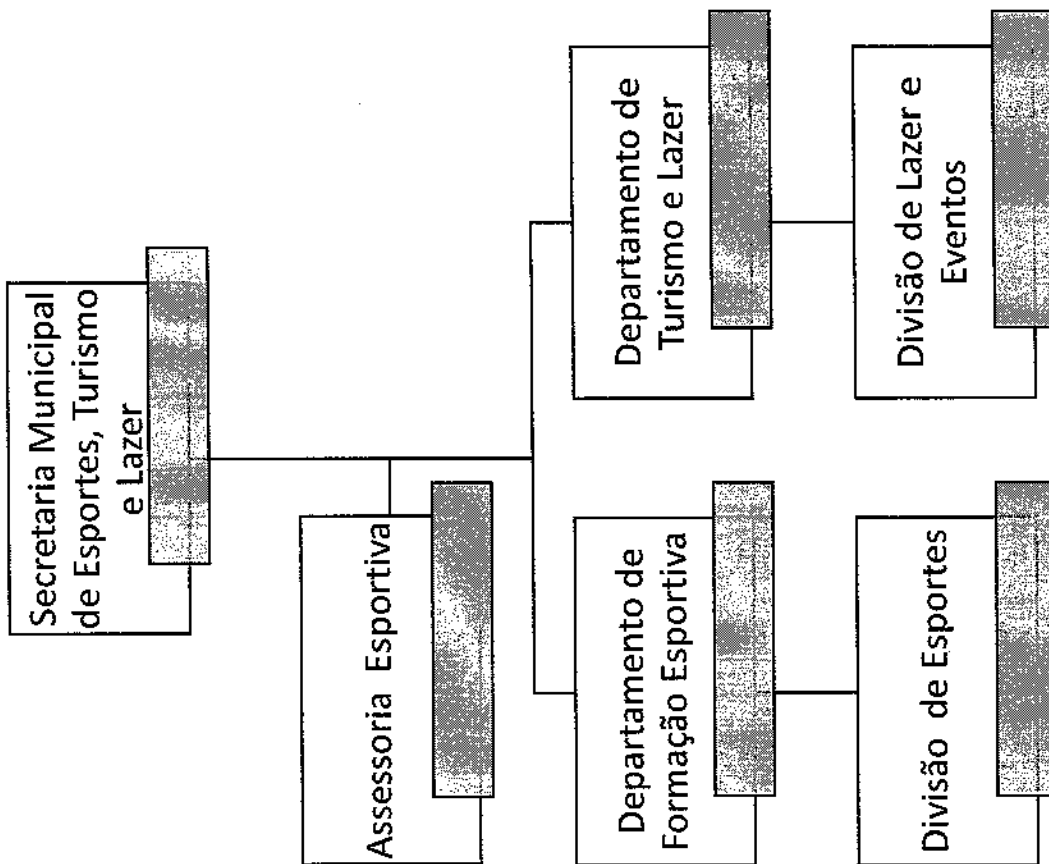 Secretaria Municipal
de Esportes, Turismo
e Lazer
Assessoria Esportiva
Departamento de
Formação Esportiva
Departamento de
Turismo e Lazer
Divisão de Esportes
Divisão de Lazer e
Eventos